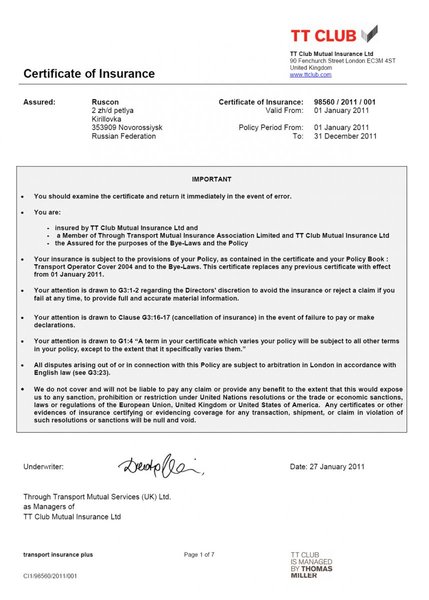 TT CLUB
TT Club Mutual Insurance Ltd
90 Fenchurch Street London EC3M 4ST
United Kingdom
www.ttclub.com
Certificate of Insurance
Assured: Ruscon Certificate of Insurance: 98560 / 2011 / 001
2 zh/d petlya Valid From: 01 January 2011
Kirillovka
353909 Novorossiysk Policy Period From: 01 January 2011
Russian Federation To: 31 December 2011
IMPORTANT
• You should examine the certificate and return it immediately in the event of error.
• You are:
- insured by TT Club Mutual Insurance Ltd and
- a Member of Through Transport Mutual Insurance Association Limited and TT Club Mutual Insurance Ltd
- the Assured for the purposes of the Bye-Laws and the Policy
• Your insurance is subject to the provisions of your Policy, as contained in the certificate and your Policy Book :
Transport Operator Cover 2004 and to the Bye-Laws. This certificate replaces any previous certificate with effect
from 01 January 2011.
• Your attention is drawn to G3:1-2 regarding the Directors' discretion to avoid the insurance or reject a claim if you
fail at any time, to provide full and accurate material information.
• Your attention is drawn to Clause G3:16-17 (cancellation of insurance) in the event of failure to pay or make
declarations.
• Your attention is drawn to G1:4 “A term in your certificate which varies your policy will be subject to all other terms
in your policy, except to the extent that it specifically varies them.”
• All disputes arising out of or in connection with this Policy are subject to arbitration in London in accordance with
English law (see G3:23).
• We do not cover and will not be liable to pay any claim or provide any benefit to the extent that this would expose
us to any sanction, prohibition or restriction under United Nations resolutions or the trade or economic sanctions,
laws or regulations of the European Union, United Kingdom or United States of America. Any certificates or other
evidences of insurance certifying or evidencing coverage for any transaction, shipment, or claim in violation of
such resolutions or sanctions will be null and void.
Underwriter: Date: 27 January 2011
Through Transport Mutual Services (UK) Ltd.
as Managers of
TT Club Mutual Insurance Ltd
transport insurance plus Page 1 of 7 TT CLUB
IS MANAGED
BY THOMAS
MILLER
C/1/98560/2011/001